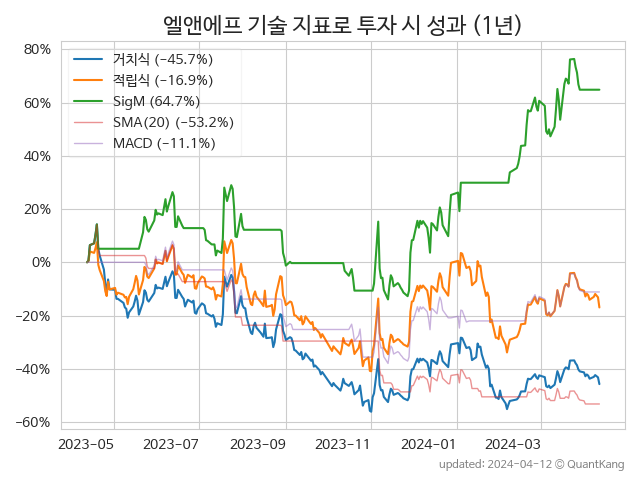 엘앤에프 기술 지표로 투자 시 성과 (1년)
거치식 (−45.7%)
적립식 (−16.9%)
SigM (64.7%)
SMA(20) (−53.2%)
MACD (−11.1%)
80%
60%
40%
20%
0%
−20%
−40%
−60%
2023-05 2023-07 2023-09 2023-11 2024-01 2024-03
updated: 2024-04-12 © QuantKang